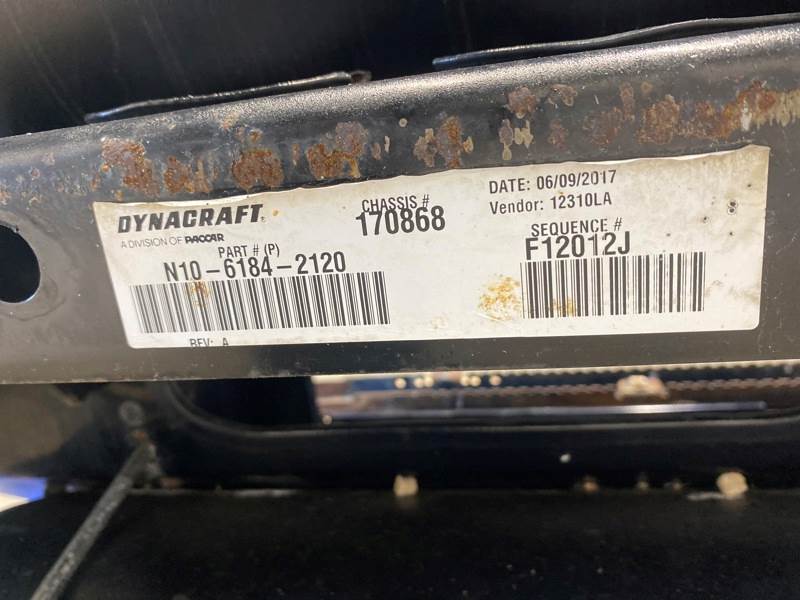 DYNACRAFT
A DIVISION OF PACCAR
PART # (P)
N10-6184-2120
REV: A
CHASSIS #
170868
DATE: 06/09/2017
Vendor: 12310LA
SEQUENCE #
F12012J